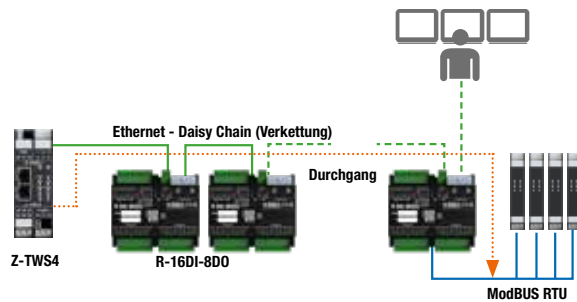 Ethernet - Daisy Chain (Verkettung)
Durchgang
Z-TWS4
R-16DI-8DO
ModBUS RTU